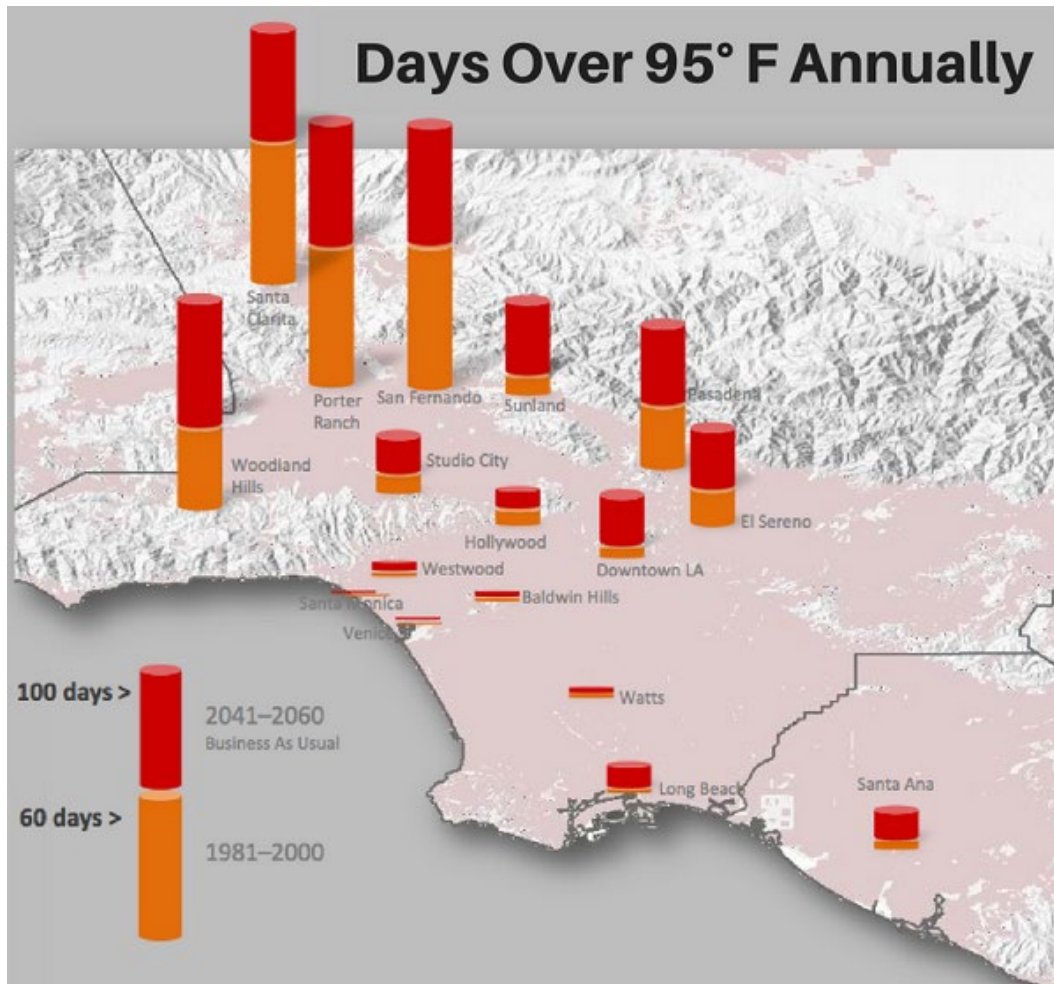 Days Over 95° F Annually
Santa
Clarita
Porter
Ranch
San Fernando
Sunland
Pasadena
Woodland
Hills
Studio City
El Sereno
Hollywood
Downtown LA
Westwood
Santa Monica
Baldwin Hills
Venice
100 days >
2041–2060
Business As Usual
Watts
Long Beach
Santa Ana
60 days >
1981–2000